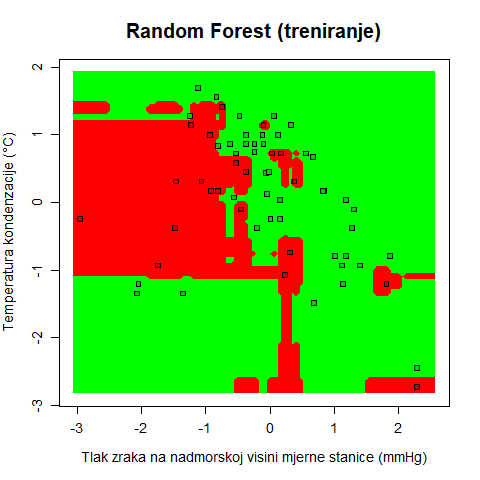 Random Forest (treniranje)
Temperatura kondenzacije (°C)
2
1
0
-1
-2
-3
-3 -2 -1 0 1 2
Tlak zraka na nadmorskoj visini mjerne stanice (mmHg)